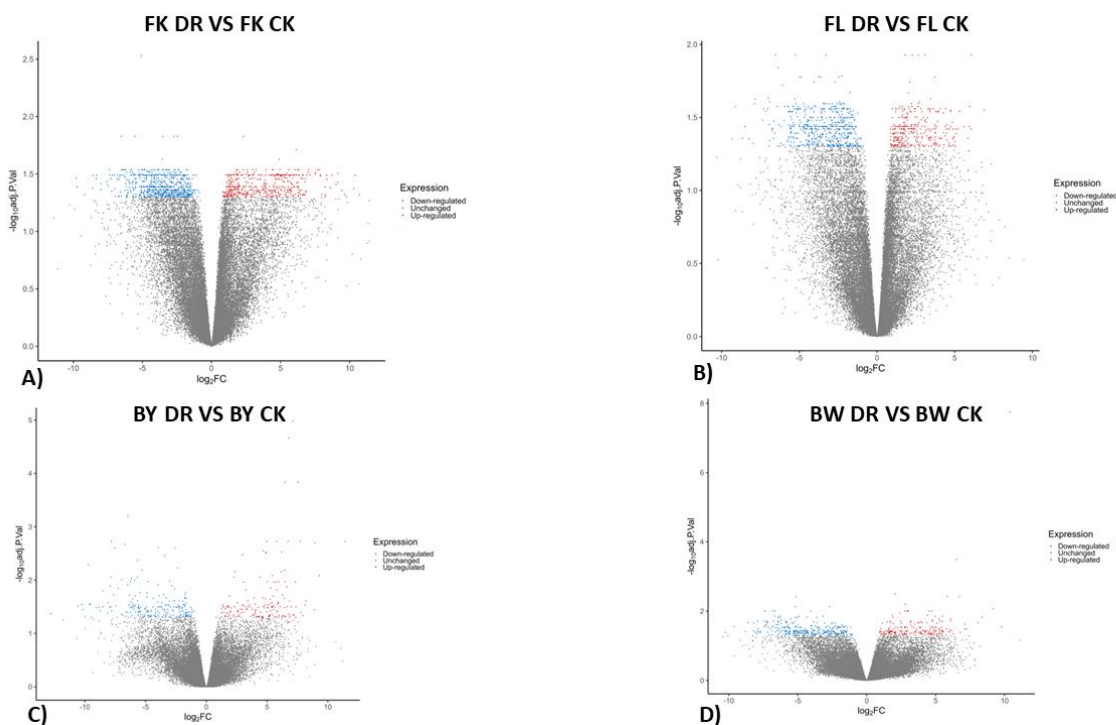 FK DR VS FK CK
2.5
2.0
1.5
1.0
0.5
0.0
-log10adj.P.Val
-10
-5
0
5
10
log2FC
Expression
Down-regulated
Unchanged
Up-regulated
A)
FL DR VS FL CK
2.0
1.5
1.0
0.5
0.0
-log10adj.P.Val
-10
-5
0
5
10
log2FC
Expression
Down-regulated
Unchanged
Up-regulated
B)
BY DR VS BY CK
5
4
3
2
1
0
-log10adj.P.Val
-10
-5
0
5
10
log2FC
Expression
Down-regulated
Unchanged
Up-regulated
C)
BW DR VS BW CK
8
6
4
2
0
-log10adj.P.Val
-10
-5
0
5
10
log2FC
Expression
Down-regulated
Unchanged
Up-regulated
D)